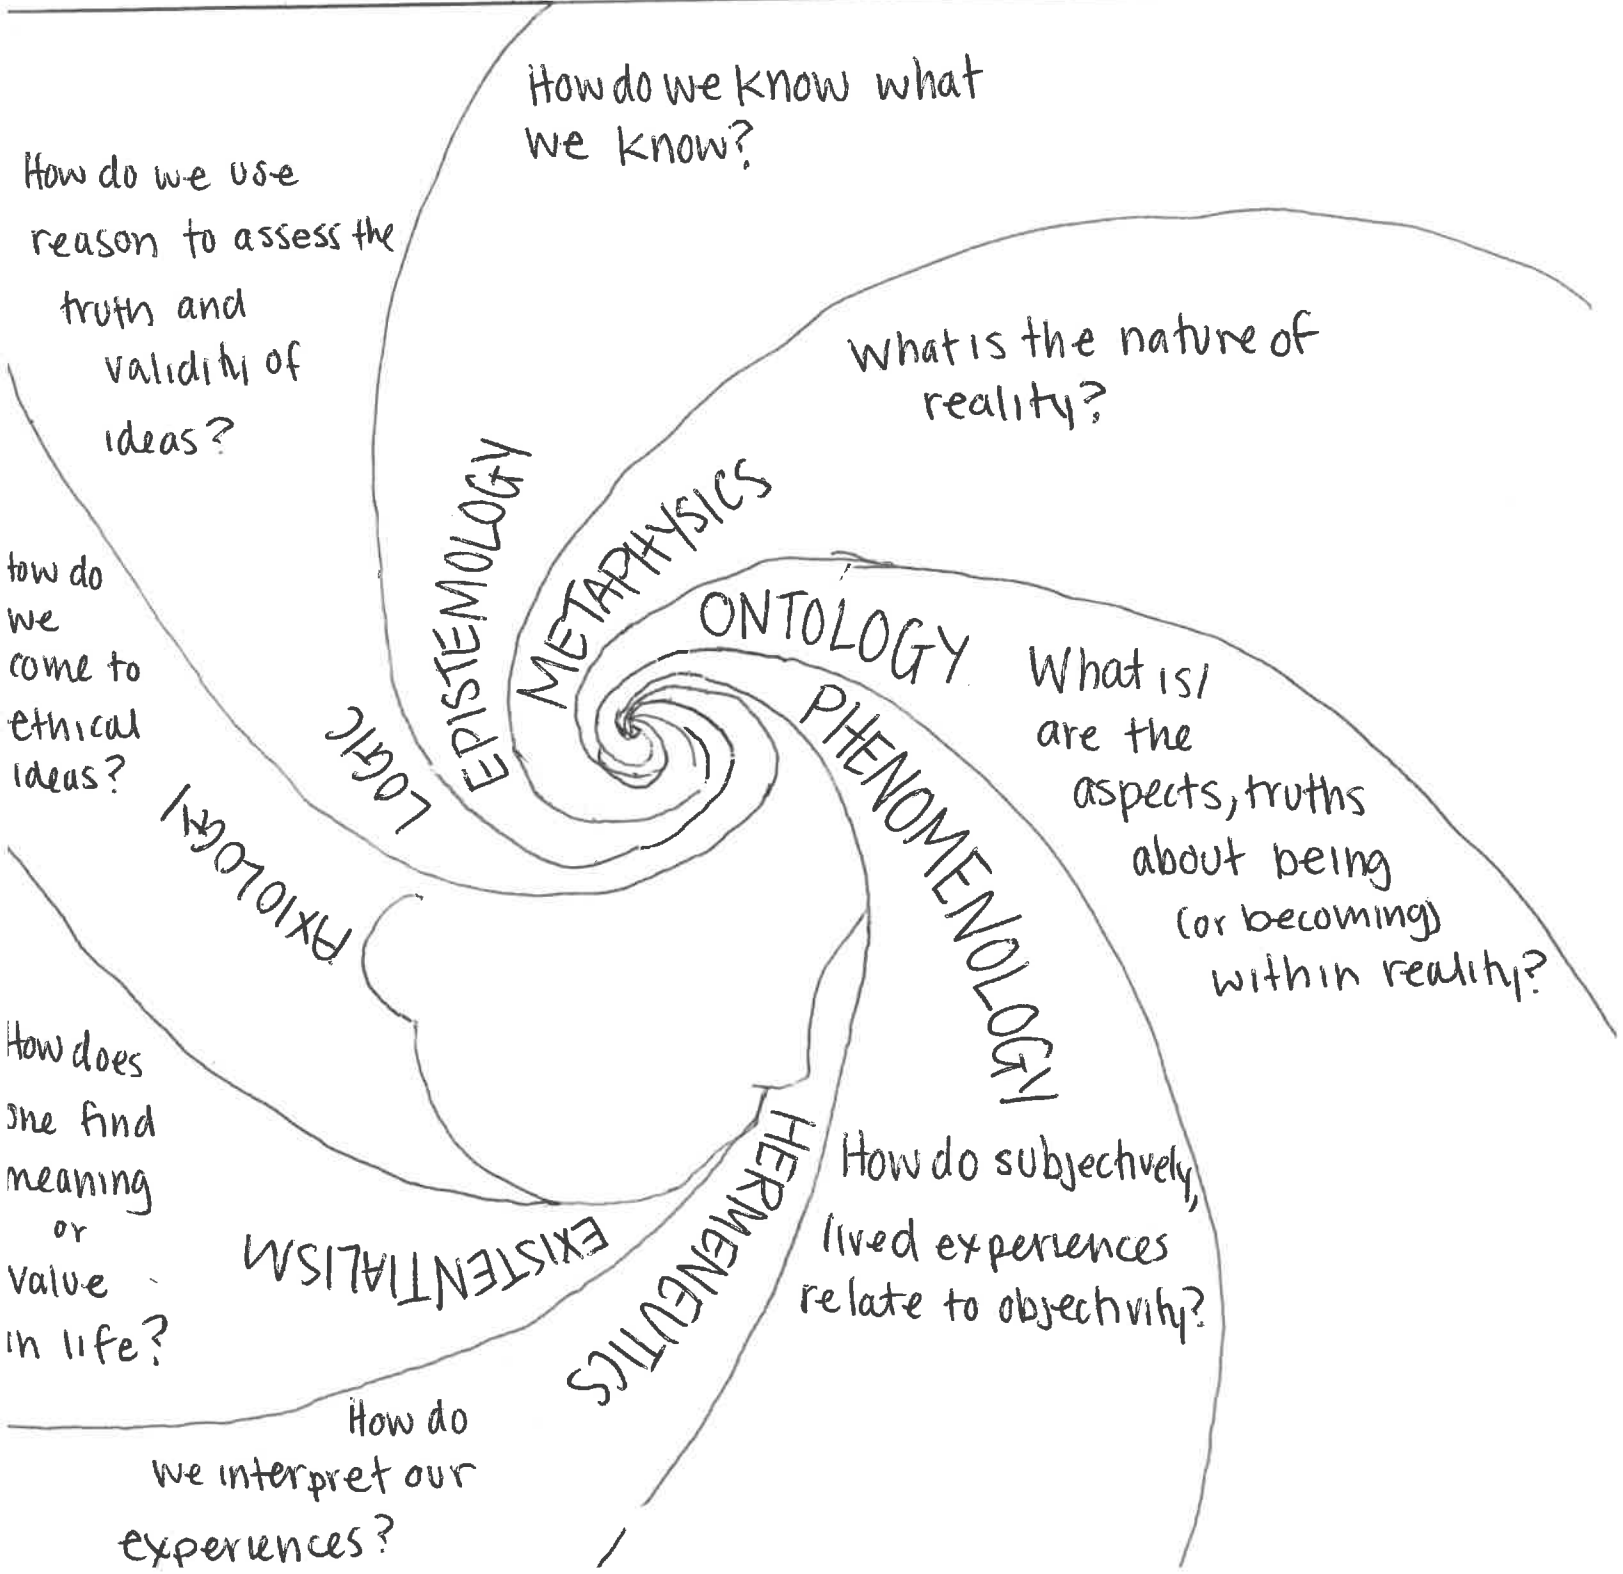 How do we know what
we know?
How do we use
reason to assess the
truth and
validity of
ideas?
What is the nature of
reality?
EPISTEMOLOGY
METAPHYSICS
ONTOLOGY
PHENOMENOLOGY
LOGIC
AXIOLOGY
EXISTENTIALISM
HERMENEUTICS
What is/
are the
aspects, truths
about being
(or becoming)
within reality?
How do
we
come to
ethical
ideas?
How does
one find
meaning
or
value
in life?
How do subjectively,
lived experiences
relate to objectivity?
How do
we interpret our
experiences?